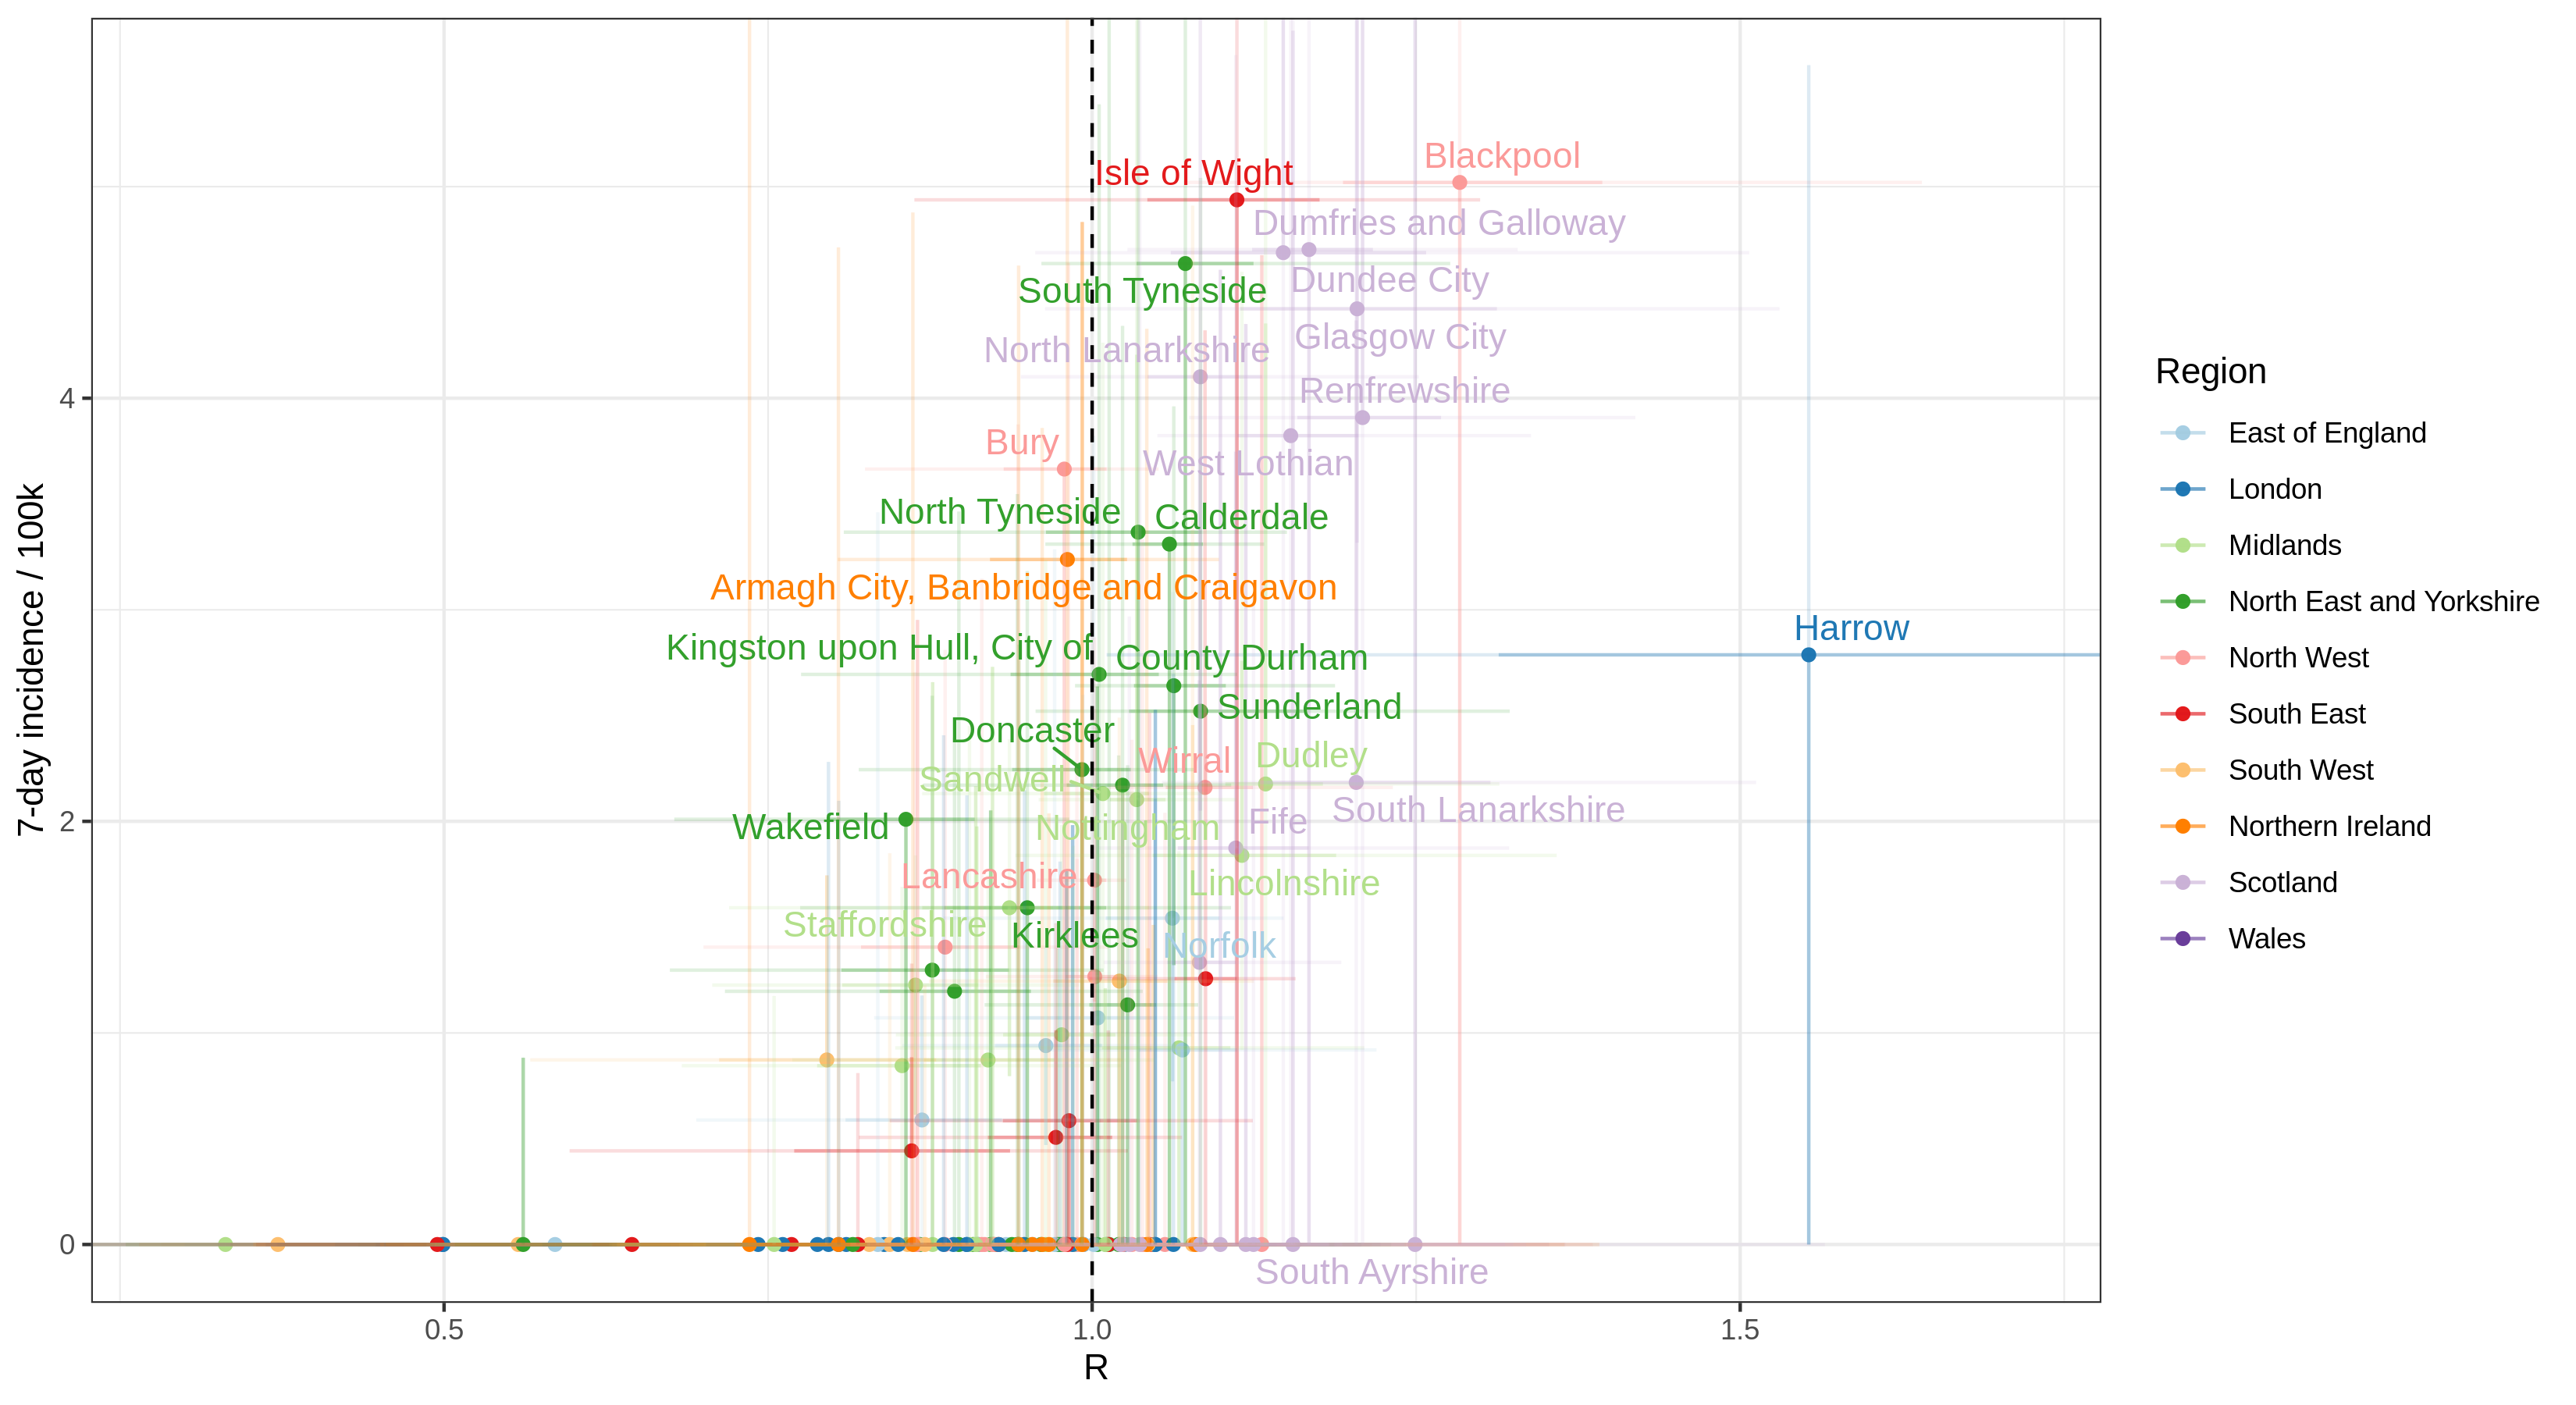 Blackpool
Isle of Wight
Dumfries and Galloway
South Tyneside
Dundee City
Glasgow City
North Lanarkshire
Renfrewshire
4
Bury
West Lothian
North Tyneside
Calderdale
Armagh City, Banbridge and Craigavon
Harrow
Kingston upon Hull, City of
County Durham
Sunderland
Doncaster
Wirral
Dudley
Sandwell
South Lanarkshire
2
Wakefield
Nottingham
Fife
Lancashire
Lincolnshire
Staffordshire
Kirklees
Norfolk
0
South Ayrshire
0.5
1.0
1.5
R
7-day incidence / 100k
Region
East of England
London
Midlands
North East and Yorkshire
North West
South East
South West
Northern Ireland
Scotland
Wales